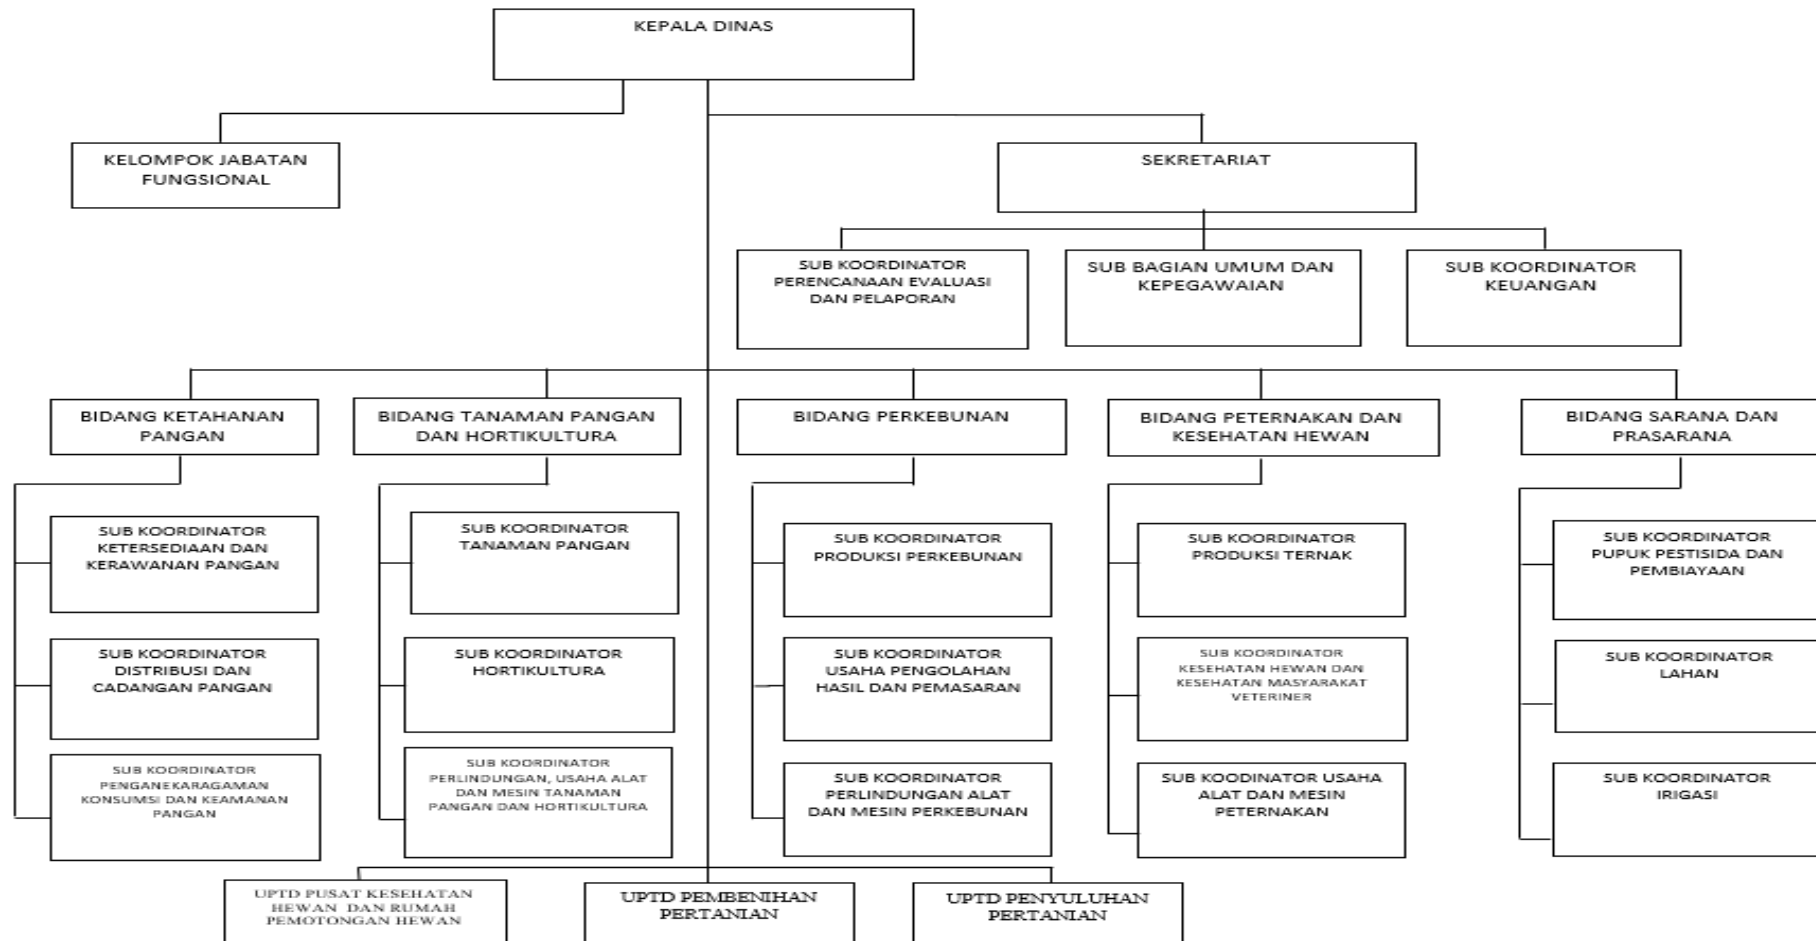 KEPALA DINAS
KELOMPOK JABATAN
FUNGSIONAL
SEKRETARIAT
SUB KOORDINATOR
PERENCANAAN EVALUASI
DAN PELAPORAN
SUB BAGIAN UMUM DAN
KEPEGAWAIAN
SUB KOORDINATOR
KEUANGAN
BIDANG KETAHANAN
PANGAN
BIDANG TANAMAN PANGAN
DAN HORTIKULTURA
BIDANG PERKEBUNAN
BIDANG PETERNAKAN DAN
KESEHATAN HEWAN
BIDANG SARANA DAN
PRASARANA
SUB KOORDINATOR
KETERSEDIAAN DAN
KERAWANAN PANGAN
SUB KOORDINATOR
TANAMAN PANGAN
SUB KOORDINATOR
PRODUKSI PERKEBUNAN
SUB KOORDINATOR
PRODUKSI TERNAK
SUB KOORDINATOR
PUPUK PESTISIDA DAN
PEMBIAYAAN
SUB KOORDINATOR
DISTRIBUSI DAN
CADANGAN PANGAN
SUB KOORDINATOR
HORTIKULTURA
SUB KOORDINATOR
USAHA PENGOLAHAN
HASIL DAN PEMASARAN
SUB KOORDINATOR
KESEHATAN HEWAN DAN
KESEHATAN MASYARAKAT
VETERINER
SUB KOORDINATOR
LAHAN
SUB KOORDINATOR
PENGANEKARAGAMAN
KONSUMSI DAN KEAMANAN
PANGAN
SUB KOORDINATOR
PERLINDUNGAN, USAHA ALAT
DAN MESIN TANAMAN
PANGAN DAN HORTIKULTURA
SUB KOORDINATOR
PERLINDUNGAN ALAT
DAN MESIN PERKEBUNAN
SUB KOODINATOR USAHA
ALAT DAN MESIN
PETERNAKAN
SUB KOORDINATOR
IRIGASI
UPTD PUSAT KESEHATAN
HEWAN DAN RUMAH
PEMOTONGAN HEWAN
UPTD PEMBENIHAN
PERTANIAN
UPTD PENYULUHAN
PERTANIAN